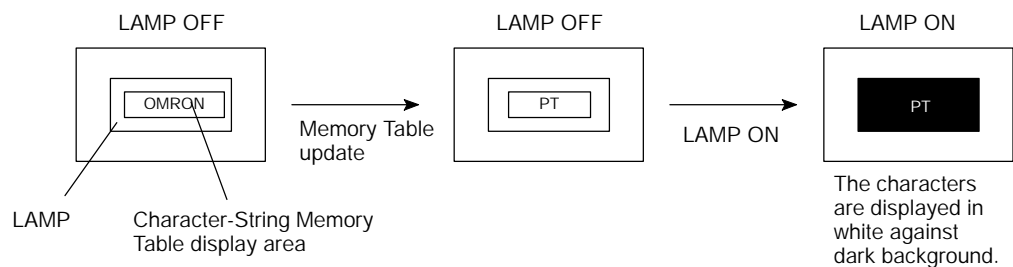 LAMP OFF
LAMP OFF
LAMP ON
OMRON
PT
PT
Memory Table
update
LAMP ON
LAMP
Character-String Memory
Table display area
The characters
are displayed in
white against
dark background.